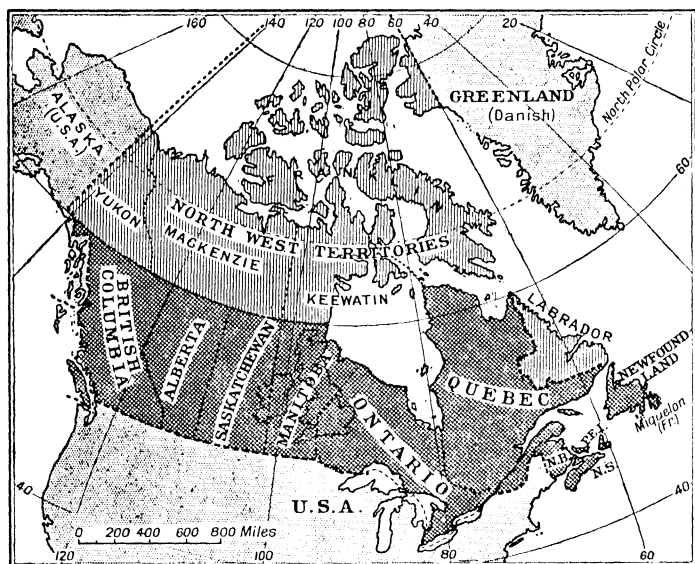 160 140 120 100 80 60 40 20
North Polar Circle
GREENLAND
(Danish)
ALASKA
(U.S.A.)
60
YUKON
NORTH WEST TERRITORIES
MACKENZIE
KEEWATIN
LABRADOR
BRITISH
COLUMBIA
ALBERTA
SASKATCHEWAN
MANITOBA
ONTARIO
QUEBEC
NEWFOUND
LAND
Miquelon
(Fr.)
P.E.I.
N.B.
N.S.
U.S.A.
40
40
0 200 400 600 800 Miles
120 100 80 60